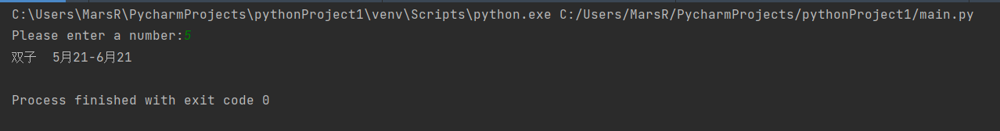 C:\Users\MarsR\PycharmProjects\pythonProject1\venv\Scripts\python.exe C:/Users/MarsR/PycharmProjects/pythonProject1/main.py
Please enter a number:5
双子  5月21-6月21
Process finished with exit code 0